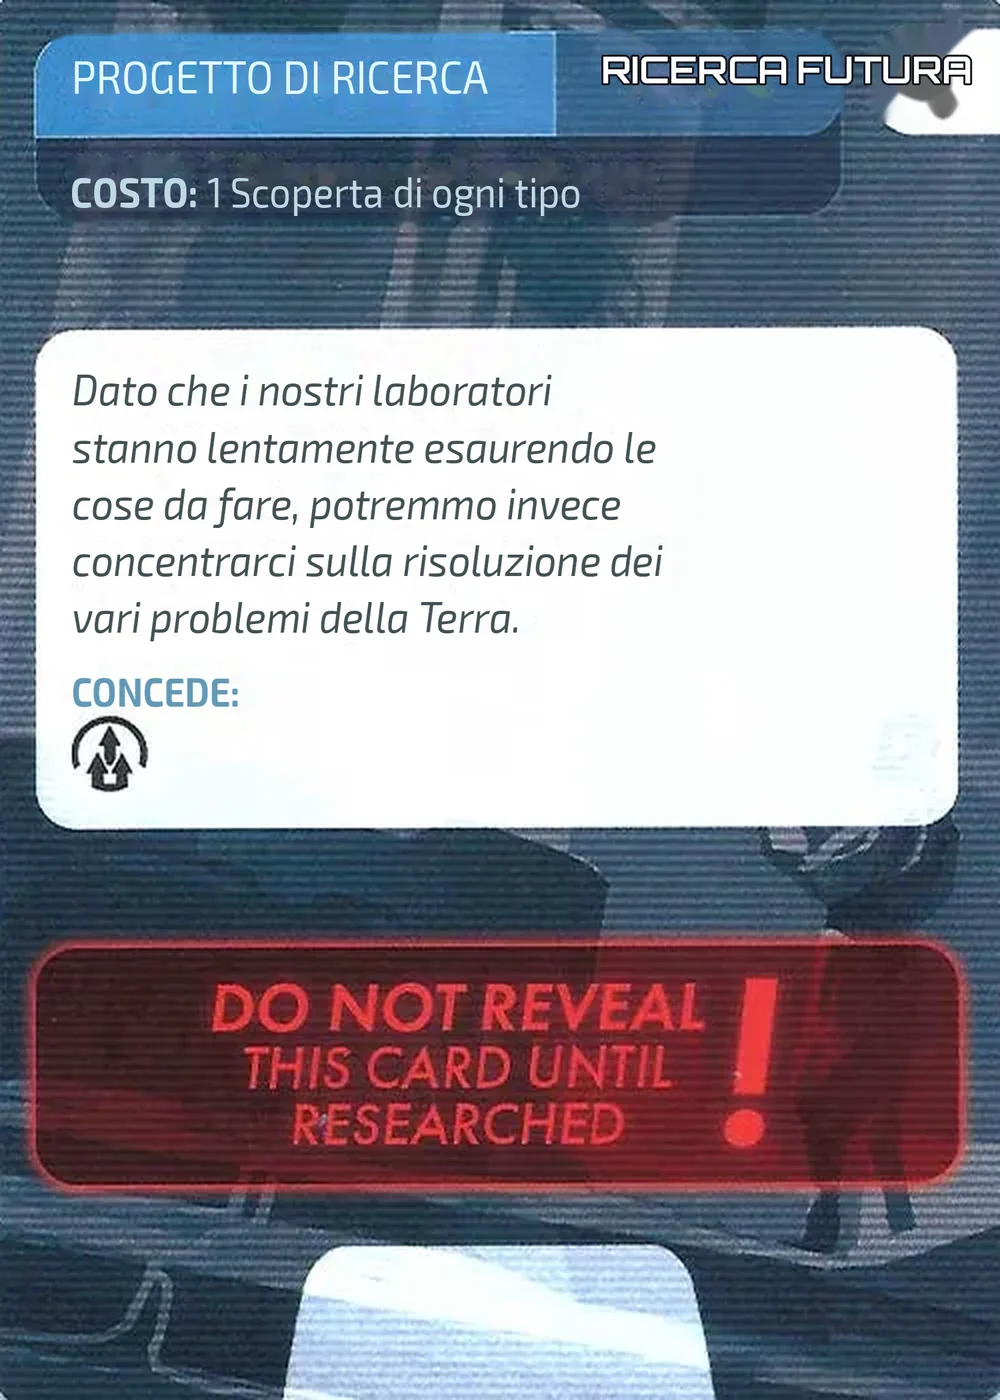 PROGETTO DI RICERCA
RICERCA FUTURA
COSTO: 1 Scoperta di ogni tipo
Dato che i nostri laboratori
stanno lentamente esaurendo le
cose da fare, potremmo invece
concentrarci sulla risoluzione dei
vari problemi della Terra.
CONCEDE:
DO NOT REVEAL
THIS CARD UNTIL
RESEARCHED
!